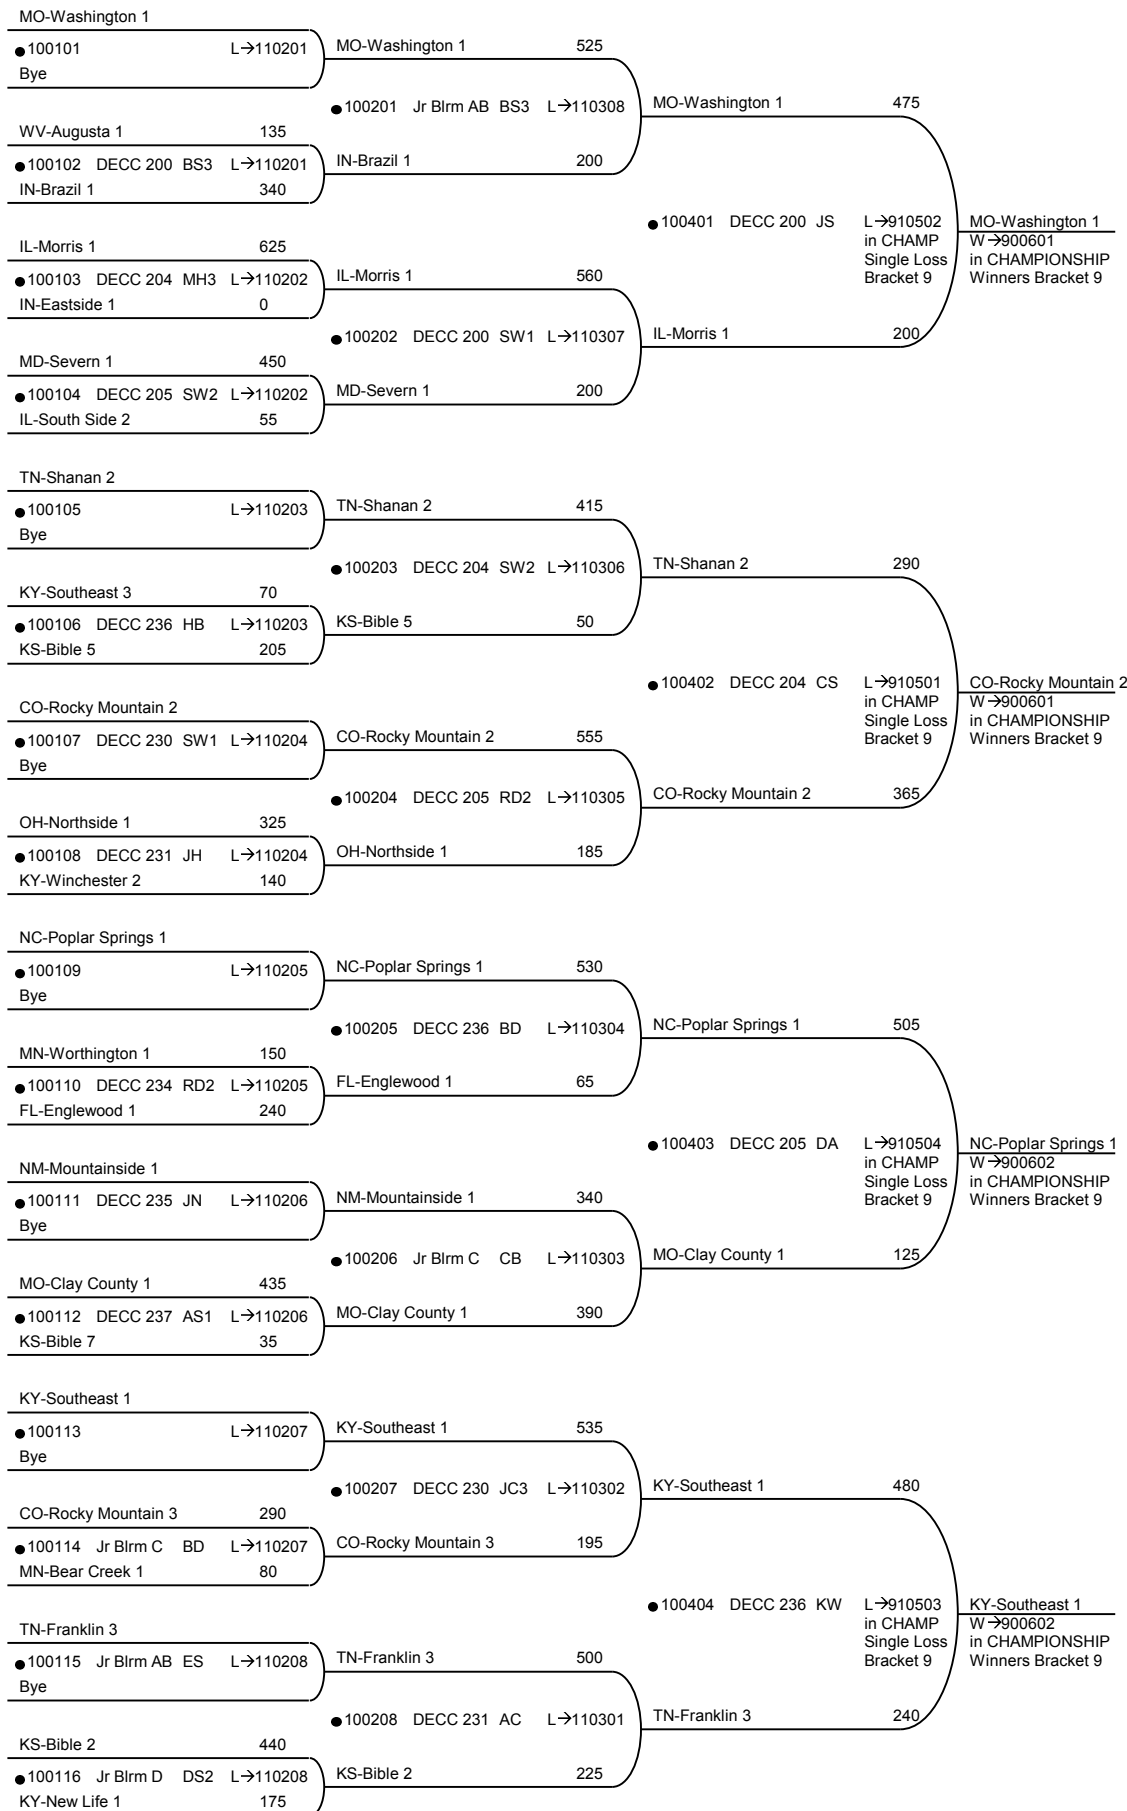 MO-Washington 1
●100101 L→110201
Bye
WV-Augusta 1 135
●100102 DECC 200 BS3 L→110201
IN-Brazil 1 340
IL-Morris 1 625
●100103 DECC 204 MH3 L→110202
IN-Eastside 1 0
MD-Severn 1 450
●100104 DECC 205 SW2 L→110202
IL-South Side 2 55
TN-Shanan 2
●100105 L→110203
Bye
KY-Southeast 3 70
●100106 DECC 236 HB L→110203
KS-Bible 5 205
CO-Rocky Mountain 2
●100107 DECC 230 SW1 L→110204
Bye
OH-Northside 1 325
●100108 DECC 231 JH L→110204
KY-Winchester 2 140
NC-Poplar Springs 1
●100109 L→110205
Bye
MN-Worthington 1 150
●100110 DECC 234 RD2 L→110205
FL-Englewood 1 240
NM-Mountainside 1
●100111 DECC 235 JN L→110206
Bye
MO-Clay County 1 435
●100112 DECC 237 AS1 L→110206
KS-Bible 7 35
KY-Southeast 1
●100113 L→110207
Bye
CO-Rocky Mountain 3 290
●100114 Jr Blrm C BD L→110207
MN-Bear Creek 1 80
TN-Franklin 3
●100115 Jr Blrm AB ES L→110208
Bye
KS-Bible 2 440
●100116 Jr Blrm D DS2 L→110208
KY-New Life 1 175
MO-Washington 1 525
●100201 Jr Blrm AB BS3 L→110308
IN-Brazil 1 200
IL-Morris 1 560
●100202 DECC 200 SW1 L→110307
MD-Severn 1 200
TN-Shanan 2 415
●100203 DECC 204 SW2 L→110306
KS-Bible 5 50
CO-Rocky Mountain 2 555
●100204 DECC 205 RD2 L→110305
OH-Northside 1 185
NC-Poplar Springs 1 530
●100205 DECC 236 BD L→110304
FL-Englewood 1 65
NM-Mountainside 1 340
●100206 Jr Blrm C CB L→110303
MO-Clay County 1 390
KY-Southeast 1 535
●100207 DECC 230 JC3 L→110302
CO-Rocky Mountain 3 195
TN-Franklin 3 500
●100208 DECC 231 AC L→110301
KS-Bible 2 225
MO-Washington 1 475
●100401 DECC 200 JS L→910502
in CHAMP
Single Loss
Bracket 9
IL-Morris 1 200
TN-Shanan 2 290
●100402 DECC 204 CS L→910501
in CHAMP
Single Loss
Bracket 9
CO-Rocky Mountain 2 365
NC-Poplar Springs 1 505
●100403 DECC 205 DA L→910504
in CHAMP
Single Loss
Bracket 9
MO-Clay County 1 125
KY-Southeast 1 480
●100404 DECC 236 KW L→910503
in CHAMP
Single Loss
Bracket 9
TN-Franklin 3 240
MO-Washington 1
W→900601
in CHAMPIONSHIP
Winners Bracket 9
CO-Rocky Mountain 2
W→900601
in CHAMPIONSHIP
Winners Bracket 9
NC-Poplar Springs 1
W→900602
in CHAMPIONSHIP
Winners Bracket 9
KY-Southeast 1
W→900602
in CHAMPIONSHIP
Winners Bracket 9